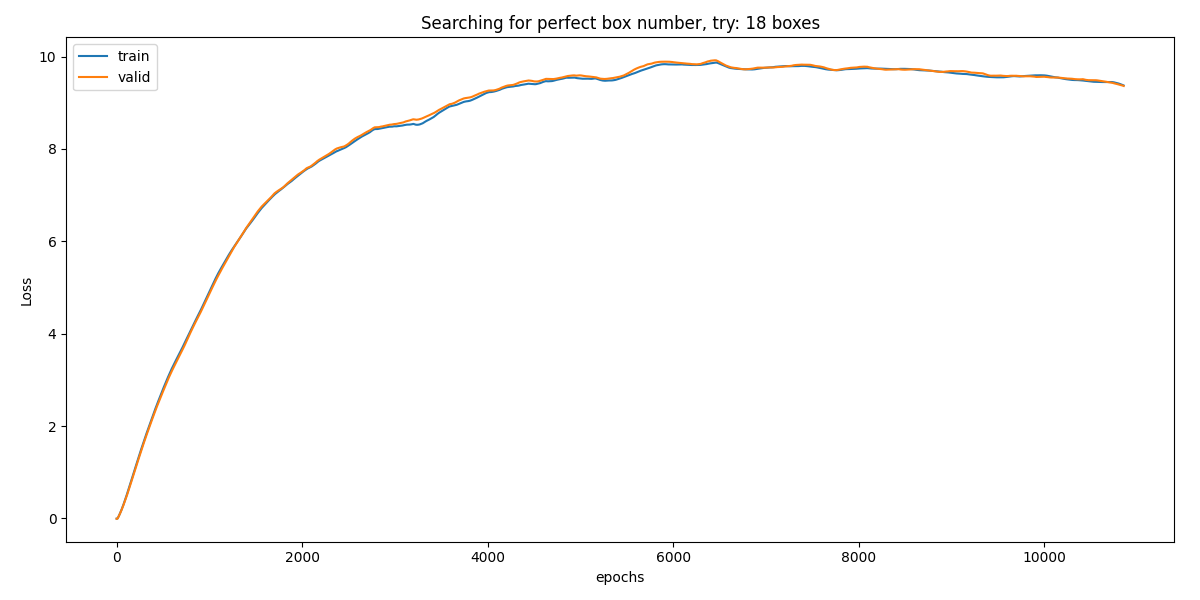 Searching for perfect box number, try: 18 boxes
train
valid
10
8
6
4
2
0
Loss
0 2000 4000 6000 8000 10000
epochs